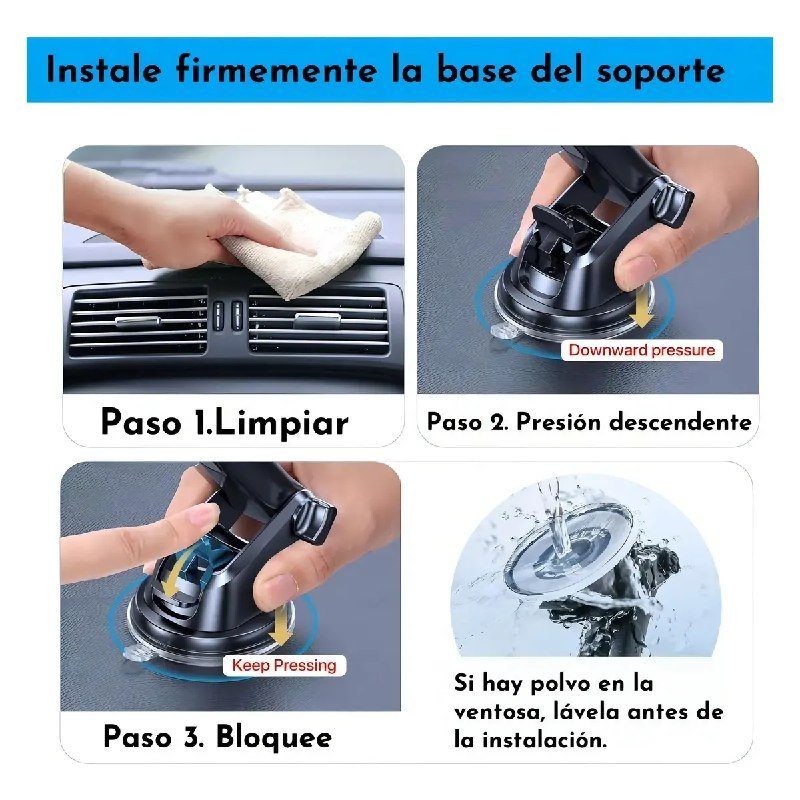 Instale firmemente la base del soporte
Downward pressure
Paso 1.Limpiar
Paso 2. Presión descendente
Keep Pressing
Paso 3. Bloquee
Si hay polvo en la
ventosa, lávela antes de
la instalación.